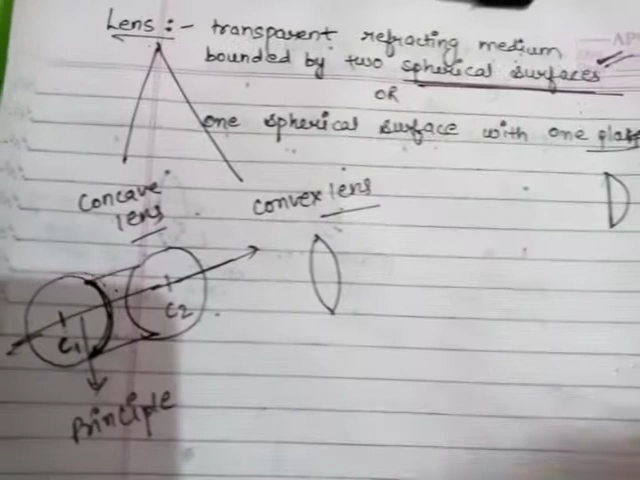 Lens :- transparent refracting medium
bounded by two spherical surfaces
OR
one spherical surface with one
Concave
lens
Convex lens
C1
C2
Principle